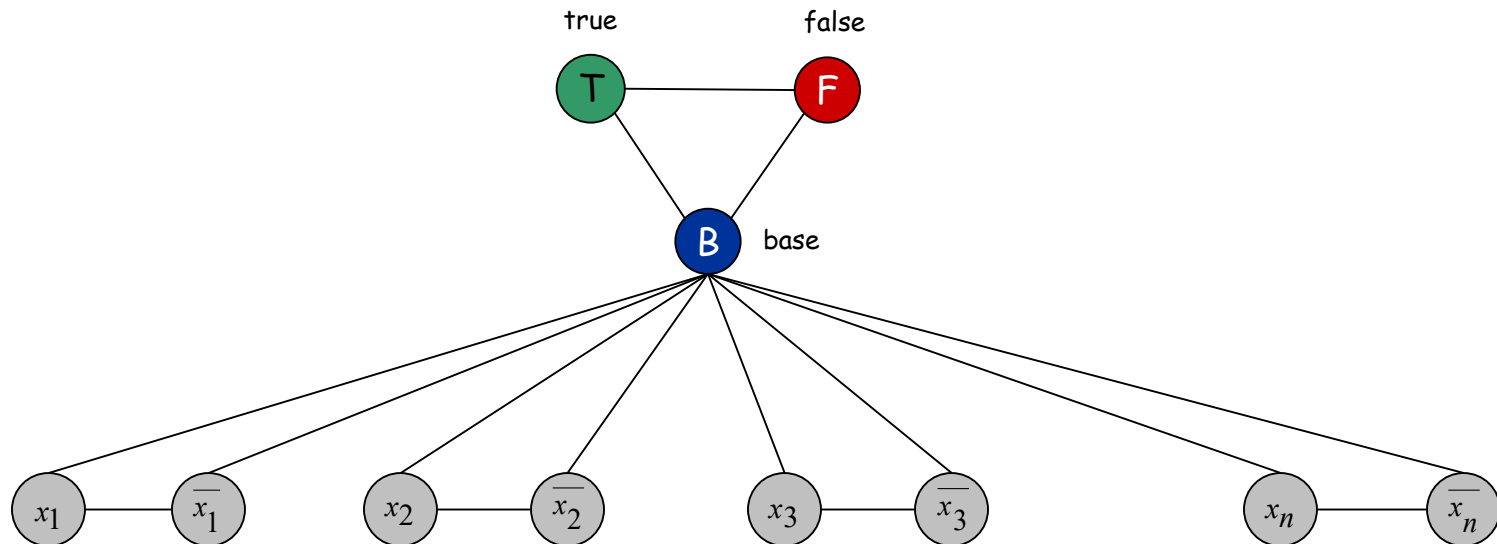 true false
T F
B base
x₁ x̅₁ x₂ x̅₂ x₃ x̅₃ xₙ x̅ₙ